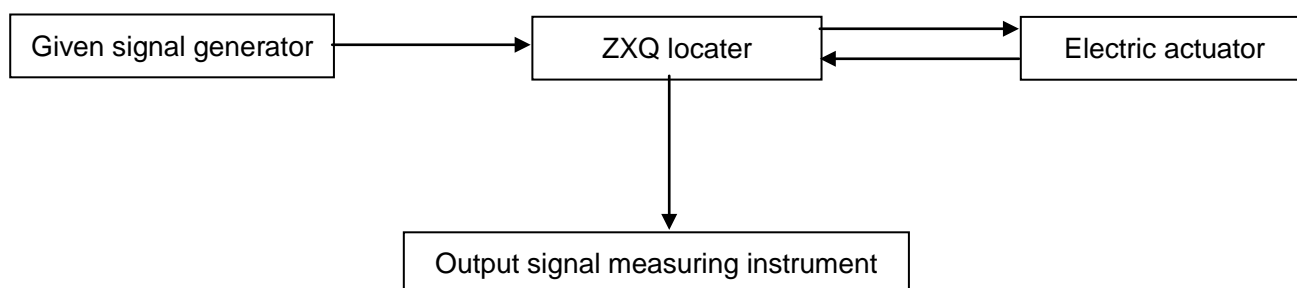 Given signal generator
ZXQ locater
Electric actuator
Output signal measuring instrument